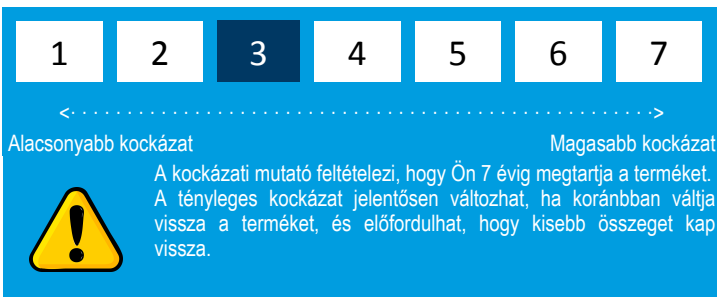 1 2 3 4 5 6 7
Alacsonyabb kockázat Magasabb kockázat
A kockázati mutató feltételezi, hogy Ön 7 évig megtartja a terméket.
A tényleges kockázat jelentősen változhat, ha koránbban váltja
vissza a terméket, és előfordulhat, hogy kisebb összeget kap
vissza.